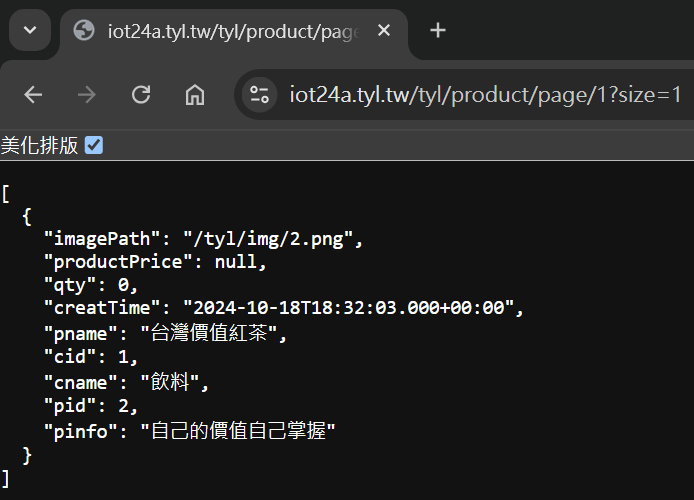 iot24a.tyl.tw/tyl/product/page
iot24a.tyl.tw/tyl/product/page/1?size=1
美化排版
[
{
"imagePath": "/tyl/img/2.png",
"productPrice": null,
"qty": 0,
"creatTime": "2024-10-18T18:32:03.000+00:00",
"pname": "台灣價值紅茶",
"cid": 1,
"cname": "飲料",
"pid": 2,
"pinfo": "自己的價值自己掌握"
}
]